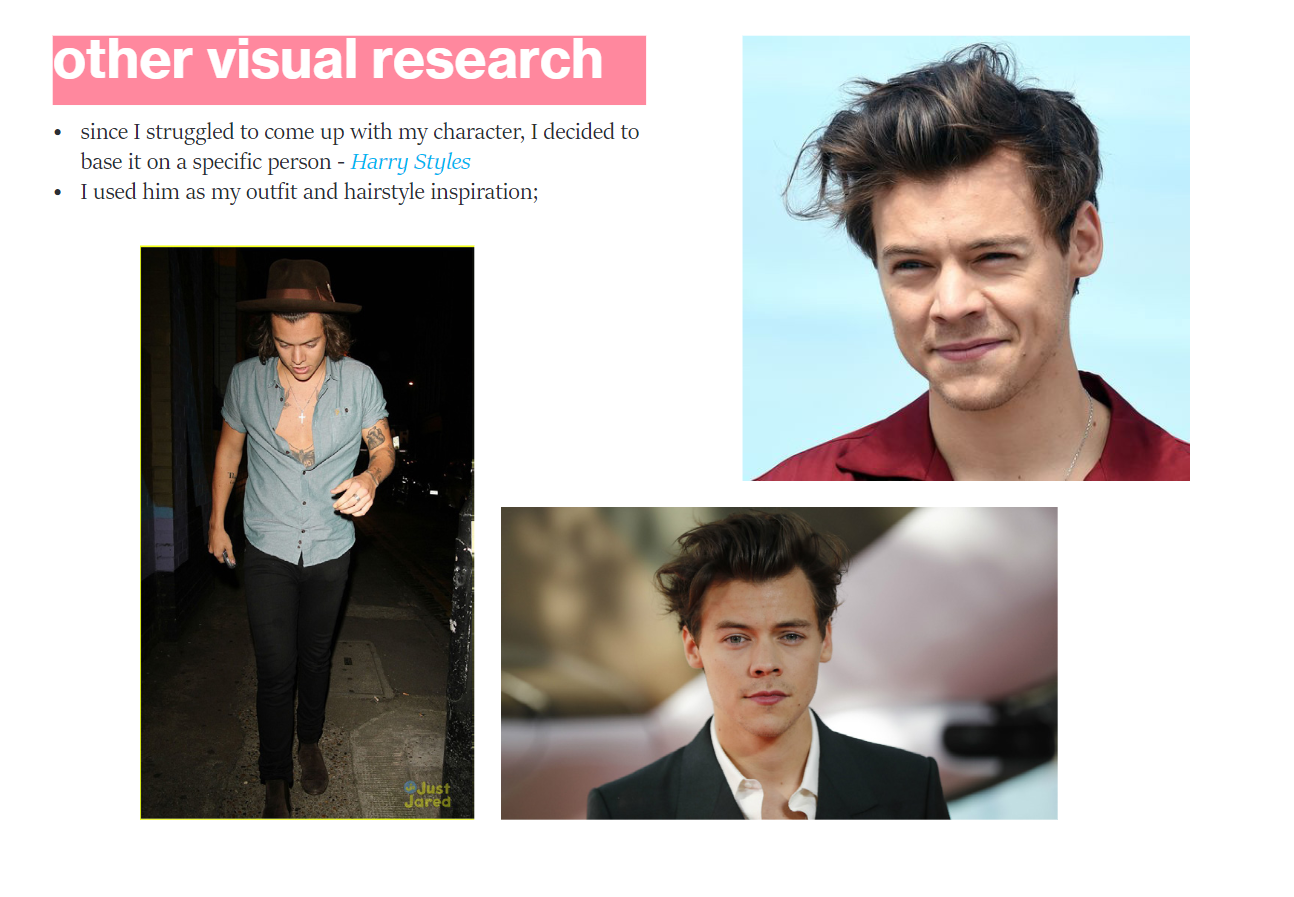 other visual research
• since I struggled to come up with my character, I decided to
base it on a specific person - Harry Styles
• I used him as my outfit and hairstyle inspiration;
Just
Jared